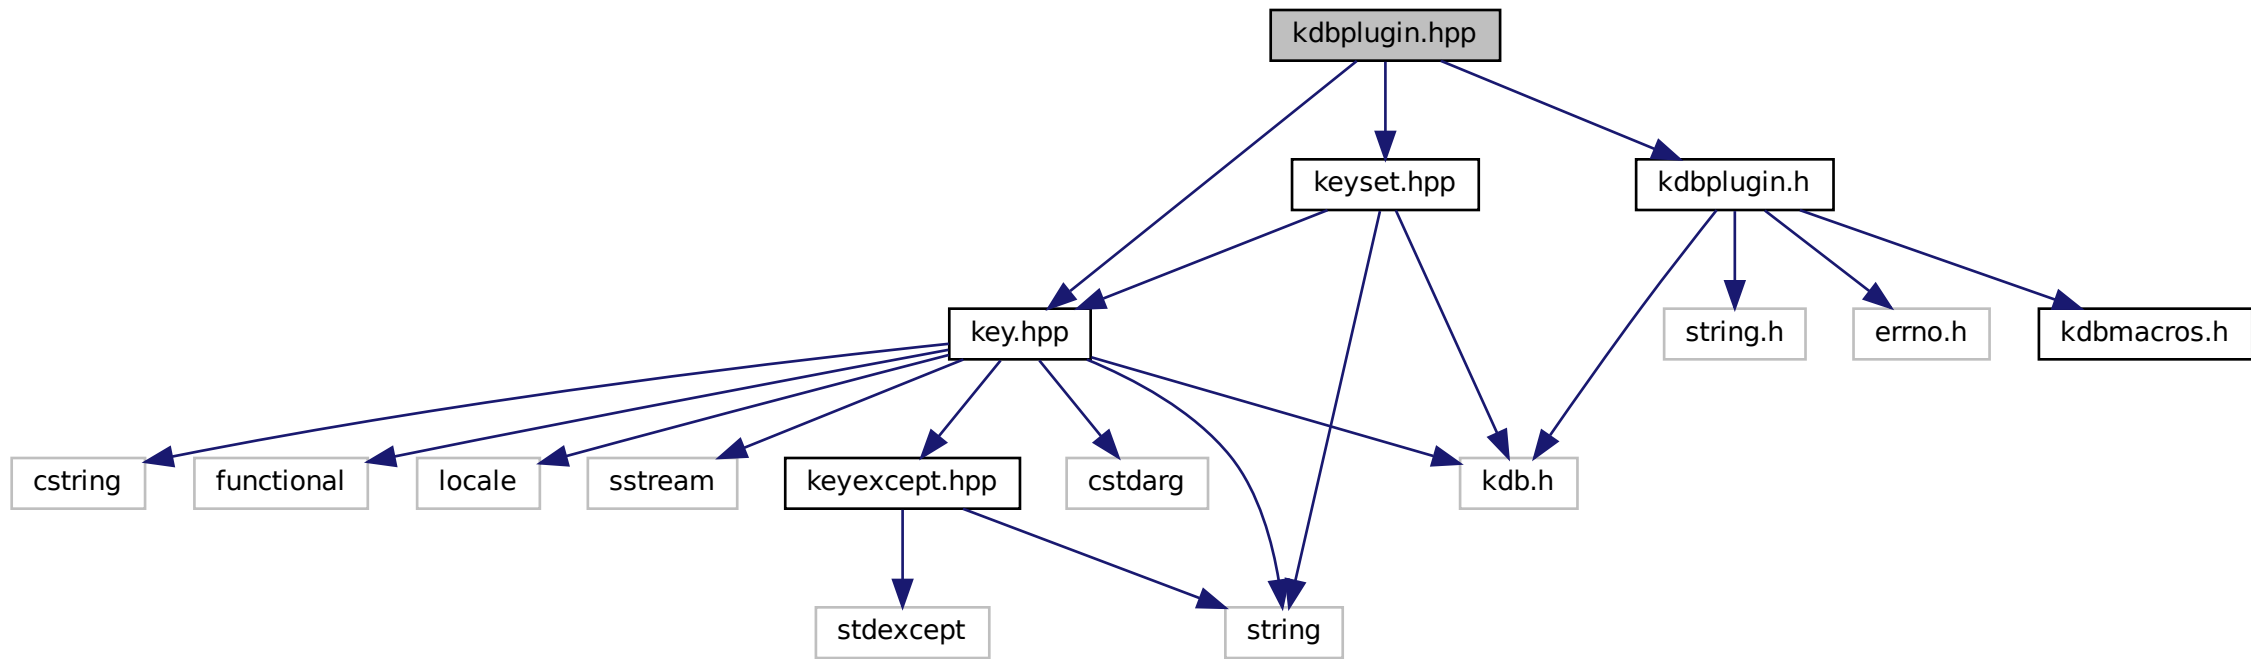 kdbplugin.hpp
keyset.hpp
kdbplugin.h
key.hpp
string.h
errno.h
kdbmacros.h
cstring
functional
locale
sstream
keyexcept.hpp
cstdarg
kdb.h
stdexcept
string